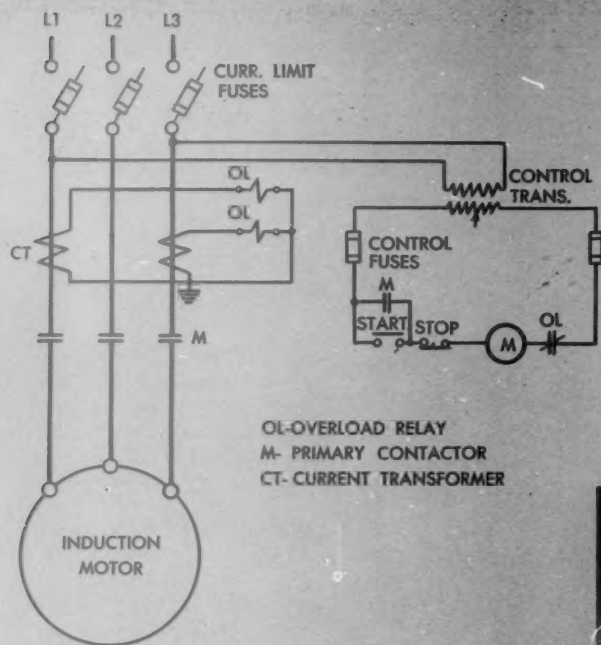 L1 L2 L3
CURR. LIMIT
FUSES
CONTROL
TRANS.
OL
OL
CT
CONTROL
FUSES
M
START STOP
M
OL
M
OL-OVERLOAD RELAY
M- PRIMARY CONTACTOR
CT- CURRENT TRANSFORMER
INDUCTION
MOTOR